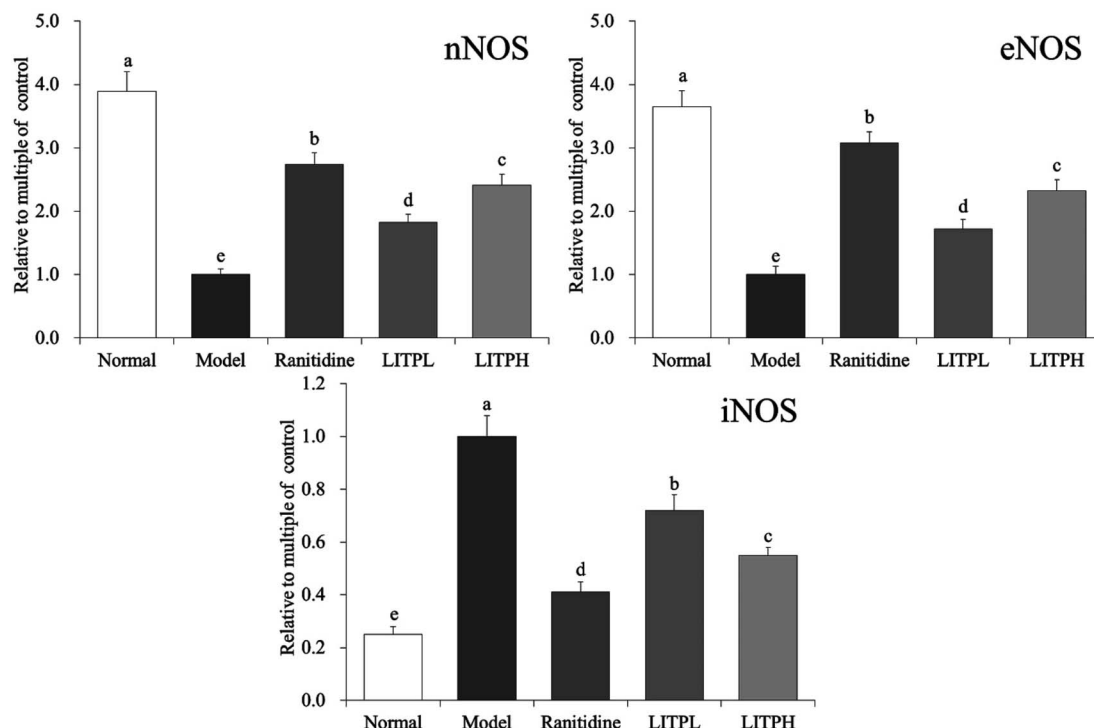 nNOS
Relative to multiple of control
5.0
4.0
3.0
2.0
1.0
0.0
a
e
b
d
c
Normal Model Ranitidine LITPL LITPH
eNOS
Relative to multiple of control
5.0
4.0
3.0
2.0
1.0
0.0
a
e
b
d
c
Normal Model Ranitidine LITPL LITPH
iNOS
Relative to multiple of control
1.2
1.0
0.8
0.6
0.4
0.2
0.0
e
a
d
b
c
Normal Model Ranitidine LITPL LITPH